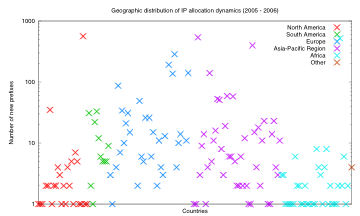 Geographic distribution of IP allocation dynamics (2005 - 2006)
1000
100
10
1
Number of new prefixes
Countries
North America
South America
Europe
Asia-Pacific Region
Africa
Other